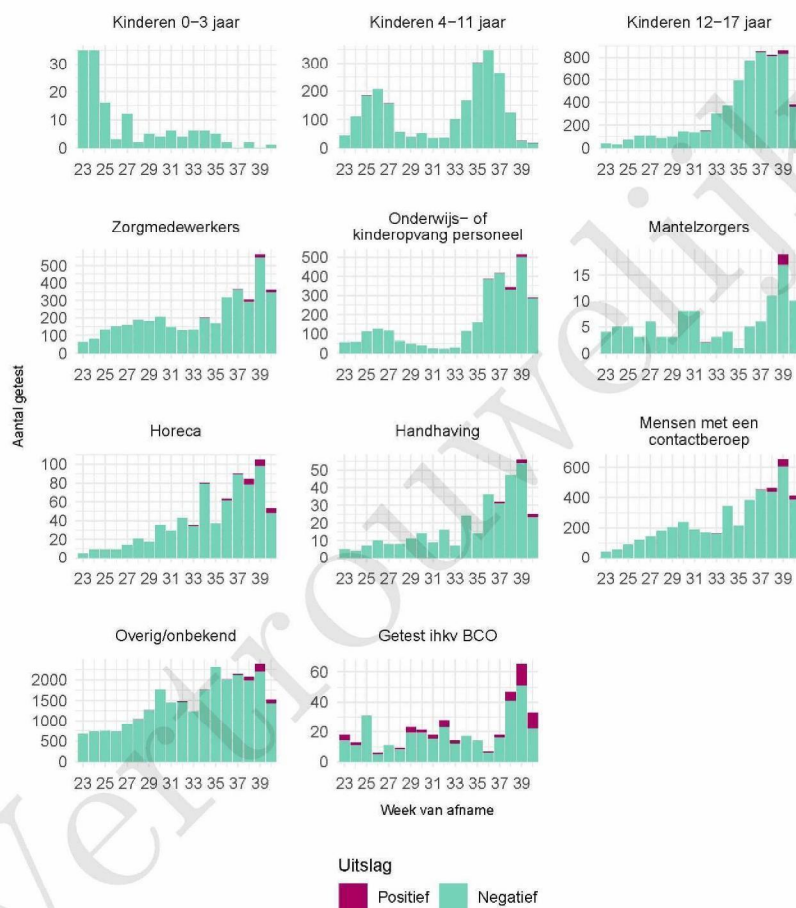 Kinderen 0−3 jaar
Kinderen 4−11 jaar
Kinderen 12−17 jaar
30
20
10
0
23 25 27 29 31 33 35 37 39
300
200
100
0
23 25 27 29 31 33 35 37 39
800
600
400
200
0
23 25 27 29 31 33 35 37 39
Zorgmedewerkers
Onderwijs− of
kinderopvang personeel
Mantelzorgers
500
400
300
200
100
0
23 25 27 29 31 33 35 37 39
500
400
300
200
100
0
23 25 27 29 31 33 35 37 39
15
10
5
0
23 25 27 29 31 33 35 37 39
Aantal getest
Horeca
Handhaving
Mensen met een
contactberoep
100
80
60
40
20
0
23 25 27 29 31 33 35 37 39
50
40
30
20
10
0
23 25 27 29 31 33 35 37 39
600
400
200
0
23 25 27 29 31 33 35 37 39
Overig/onbekend
Getest ihkv BCO
2000
1500
1000
500
0
23 25 27 29 31 33 35 37 39
60
40
20
0
23 25 27 29 31 33 35 37 39
Week van afname
Uitslag
Positief
Negatief
Vertrouwelijk